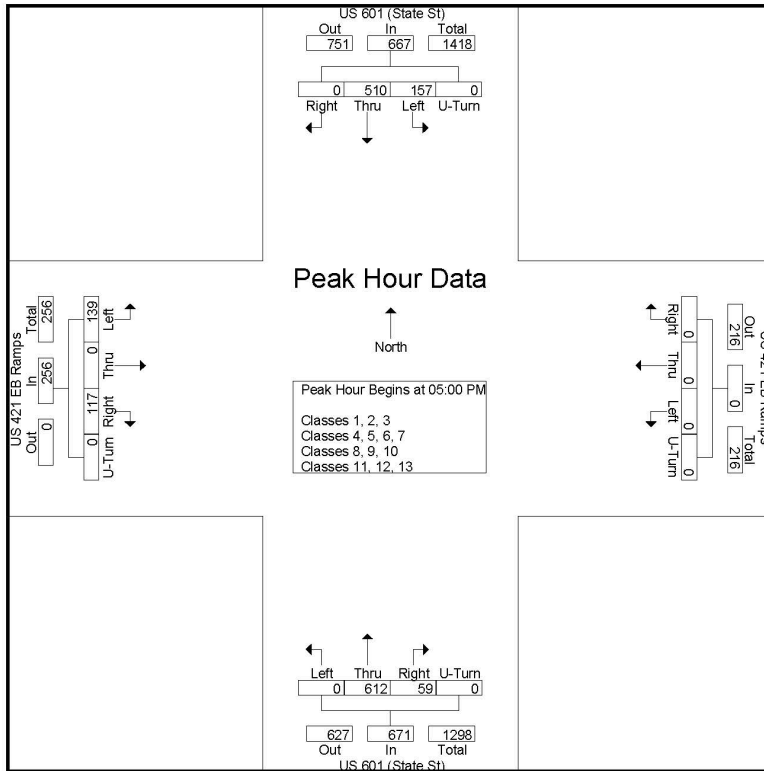 US 601 (State St)
Out In Total
751 667 1418
0 510 157 0
Right Thru Left U-Turn
Peak Hour Data
North
Peak Hour Begins at 05:00 PM
Classes 1, 2, 3
Classes 4, 5, 6, 7
Classes 8, 9, 10
Classes 11, 12, 13
US 421 EB Ramps
Out In Total
0 256 256
0 117 0 139
U-Turn Right Thru Left
US 421 EB Ramps
Out In Total
216 0 216
0 0 0 0
Right Thru Left U-Turn
Left Thru Right U-Turn
0 612 59 0
627 671 1298
Out In Total
US 601 (State St)